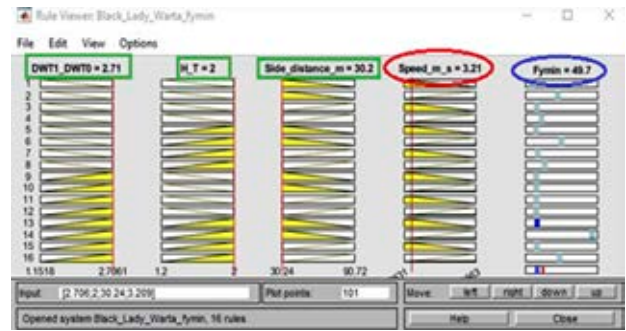 Rule Viewer: Black_Lady_Warta_fymin
File Edit View Options
DWT1_DWT0 = 2.71 H_T = 2 Side_distance_m = 30.2 Speed_m_s = 3.21 Fymin = 49.7
1
2
3
4
5
6
7
8
9
10
11
12
13
14
15
16
1.1518 2.7061 1.2 2 30.24 90.72
Input: [2.706;2;30.24;3.209] Plot points: 101 Move: left right down up
Opened system Black_Lady_Warta_fymin, 16 rules Help Close